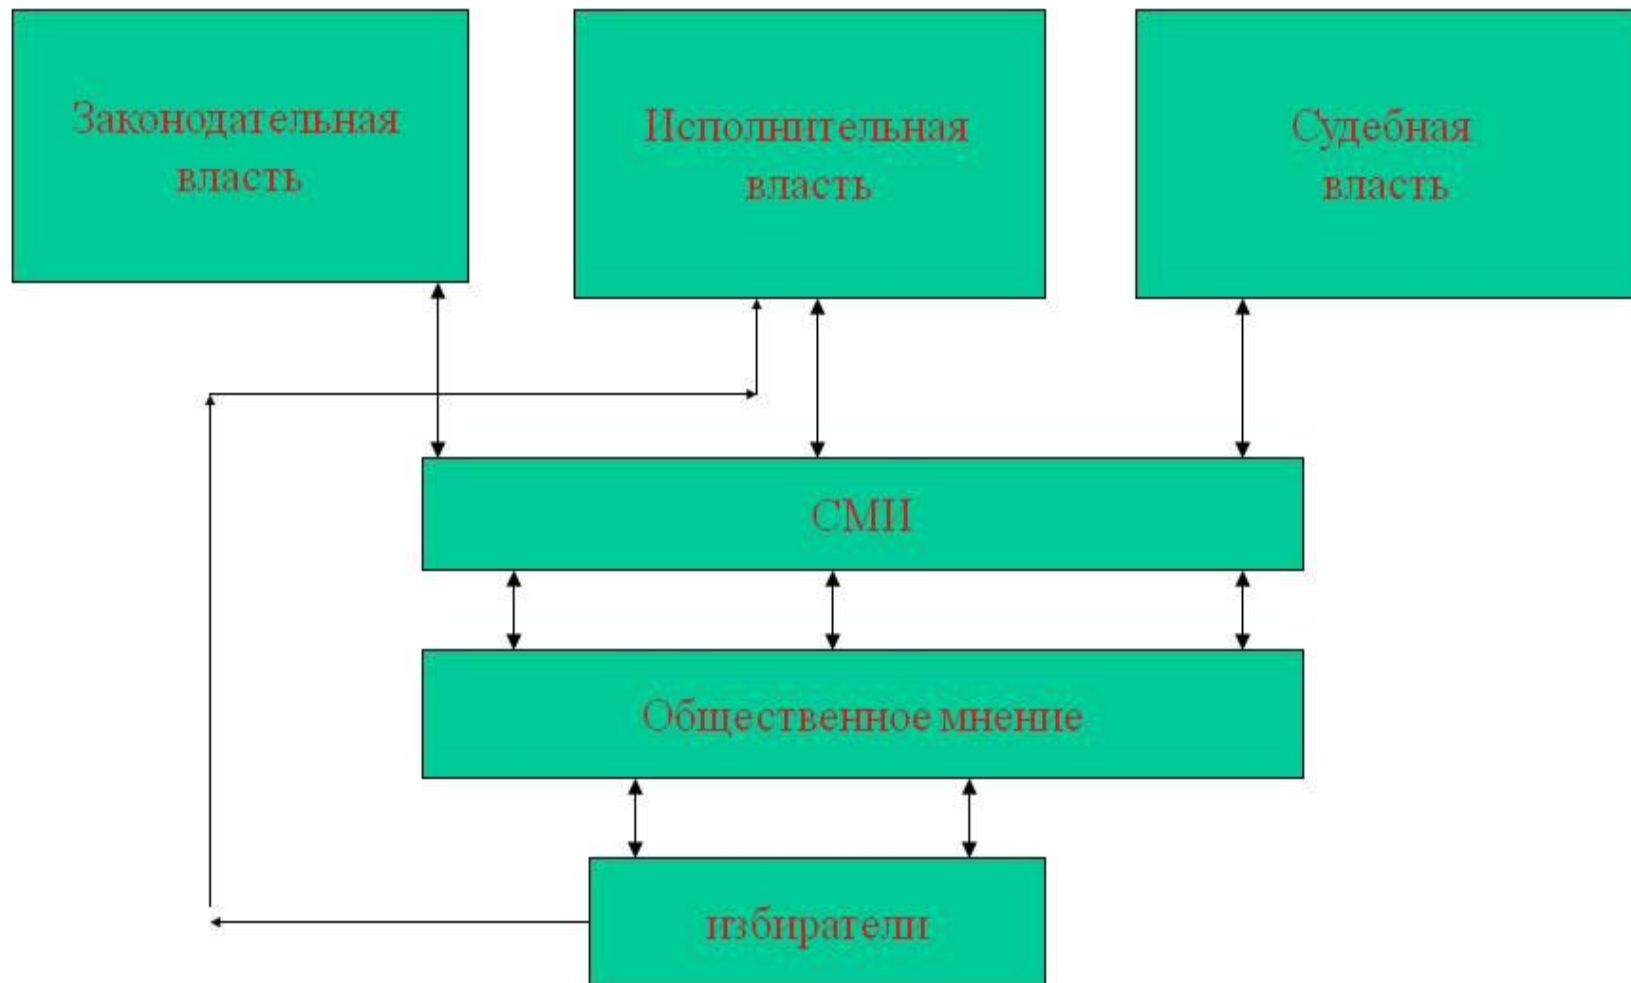 Законодательная
власть
Исполнительная
власть
Судебная
власть
СМИ
Общественное мнение
избиратели